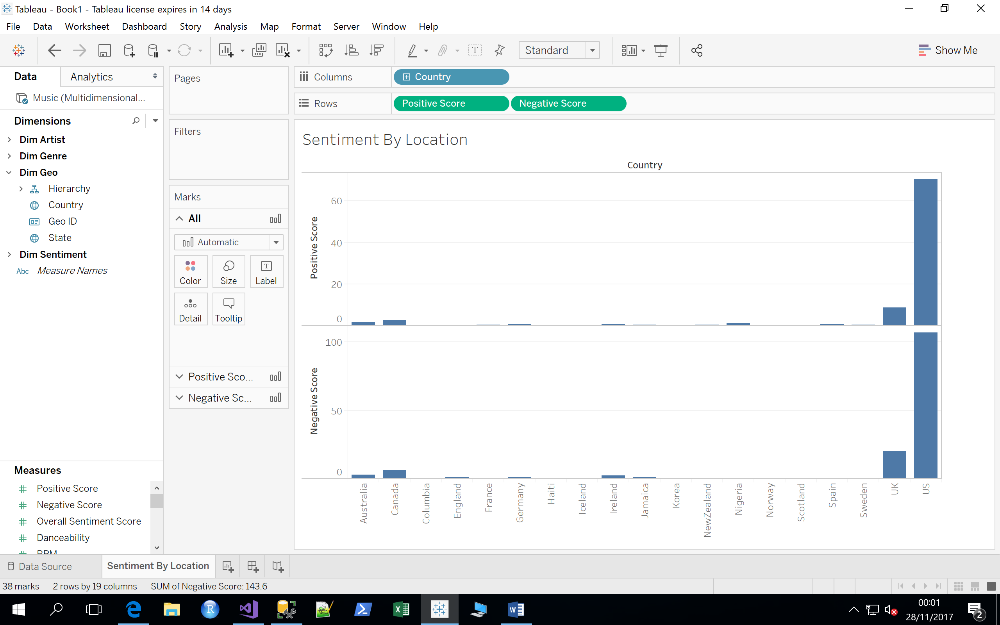 Tableau - Book1 - Tableau license expires in 14 days
File Data Worksheet Dashboard Story Analysis Map Format Server Window Help
Standard
Show Me
Data Analytics
Music (Multidimensional...
Dimensions
Dim Artist
Dim Genre
Dim Geo
Hierarchy
Country
Geo ID
State
Dim Sentiment
Abc Measure Names
Measures
Positive Score
Negative Score
Overall Sentiment Score
Danceability
BPM
Pages
Filters
Marks
All
Automatic
Color Size Label
Detail Tooltip
Positive Sco...
Negative Sc...
Columns Country
Rows Positive Score Negative Score
Sentiment By Location
Country
Positive Score
60
40
20
0
Negative Score
100
50
0
Australia Canada Columbia England France Germany Haiti Iceland Ireland Jamaica Korea NewZealand Nigeria Norway Scotland Spain Sweden UK US
Data Source Sentiment By Location
38 marks 2 rows by 19 columns SUM of Negative Score: 143.6
00:01
28/11/2017
2